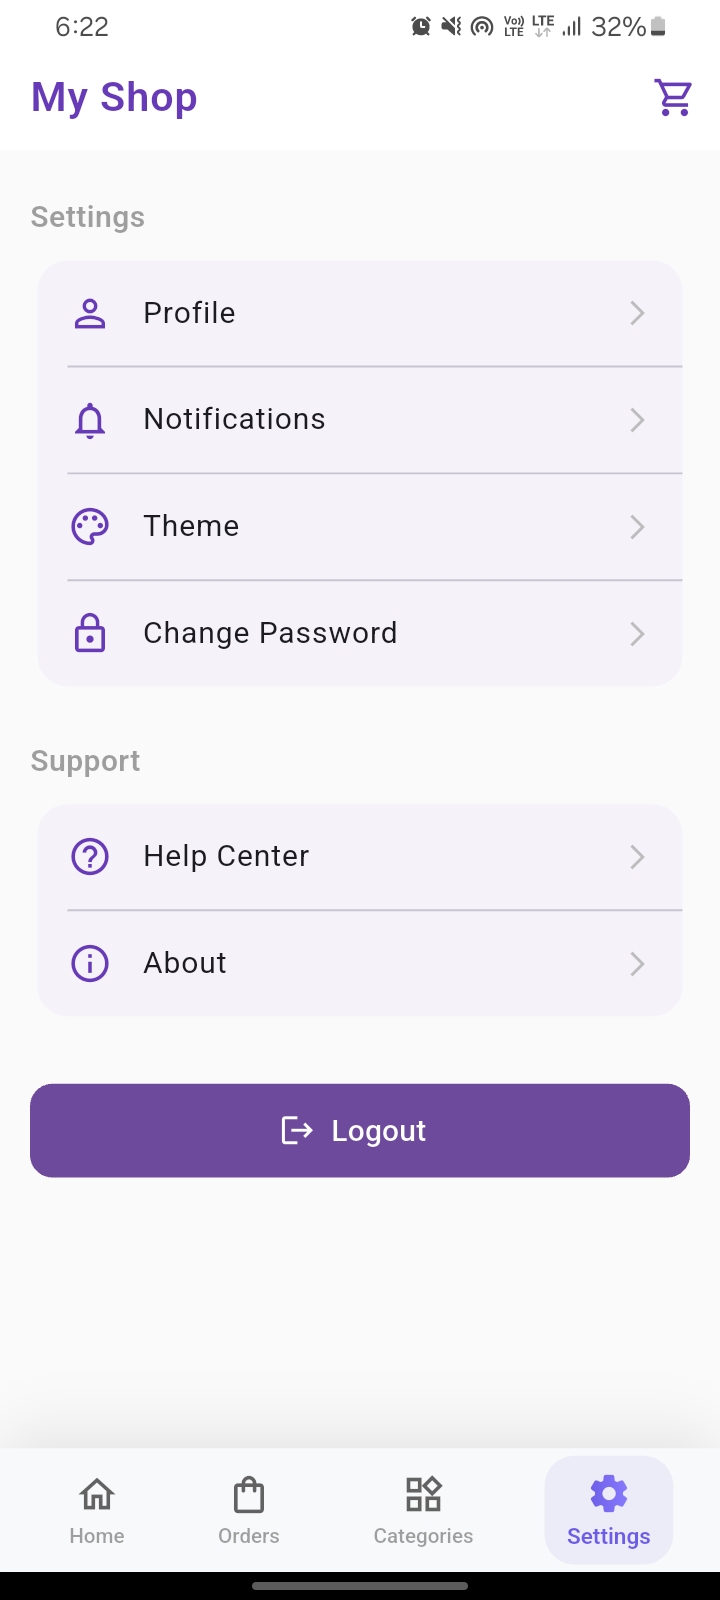 6:22
Vo)) LTE LTE 32%
My Shop
Settings
Profile
Notifications
Theme
Change Password
Support
Help Center
About
Logout
Home Orders Categories Settings